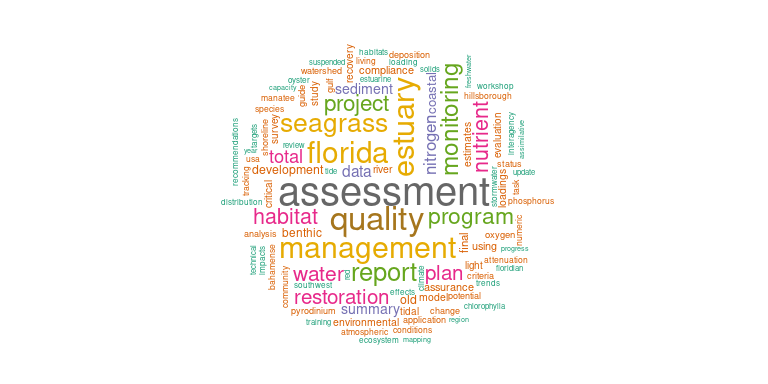 habitats
recovery
living
deposition
suspended
loading
estuarine
solids
watershed
compliance
freshwater
oyster
capacity
gulf
guide
study
sediment
estuary
coastal
monitoring
workshop
manatee
hillsborough
species
project
nitrogen
nutrient
interagency
assimilative
recommendations
targets
shoreline
survey
seagrass
estimates
evaluation
review
year
usa
total
florida
status
tracking
development
tide
data
river
stormwater
loadings
update
task
critical
assessment
distribution
phosphorus
habitat
quality
program
numeric
analysis
benthic
final
oxygen
using
progress
technical
impacts
bahamense
management
attenuation
community
water
red
report
climate
plan
light
floridian
criteria
southwest
restoration
effects
assurance
trends
old
model
potential
chlorophylla
pyrodinium
summary
tidal
change
training
environmental
application
region
atmospheric
conditions
ecosystem
mapping